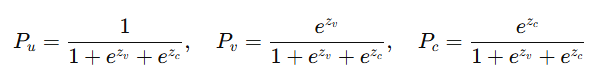 P_u = \frac{1}{1 + e^{z_v} + e^{z_c}}, \quad P_v = \frac{e^{z_v}}{1 + e^{z_v} + e^{z_c}}, \quad P_c = \frac{e^{z_c}}{1 + e^{z_v} + e^{z_c}}